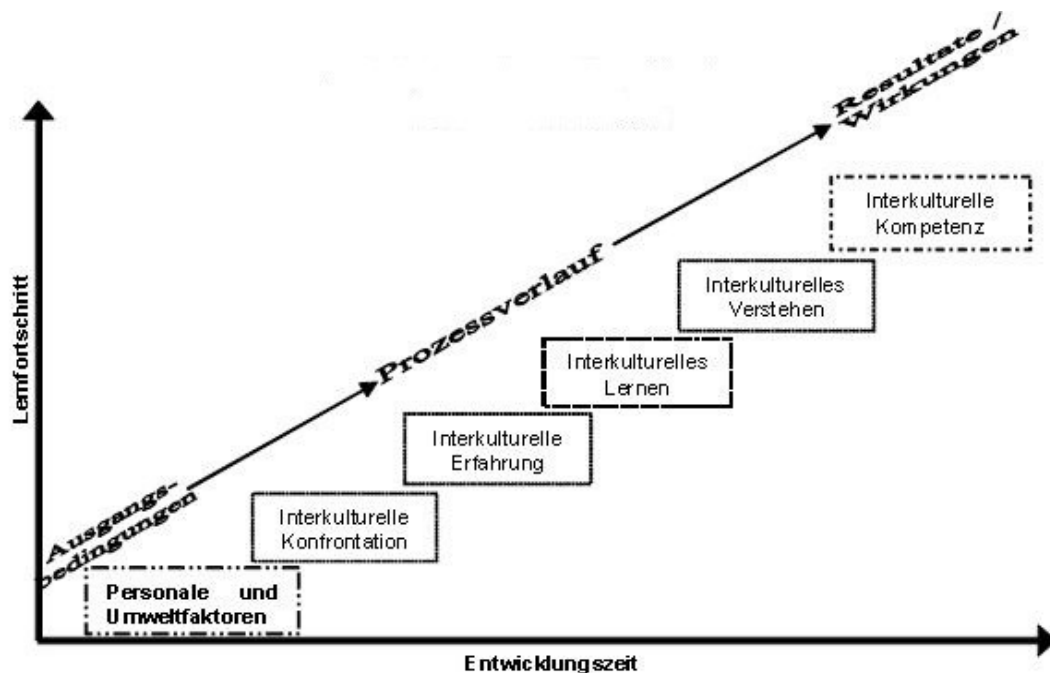 Resultate /
Wirkungen
Interkulturelle
Kompetenz
Interkulturelles
Verstehen
Prozessverlauf
Interkulturelles
Lernen
Interkulturelle
Erfahrung
Interkulturelle
Konfrontation
Ausgangs-
bedingungen
Personale und
Umweltfaktoren
Lernfortschritt
Entwicklungszeit